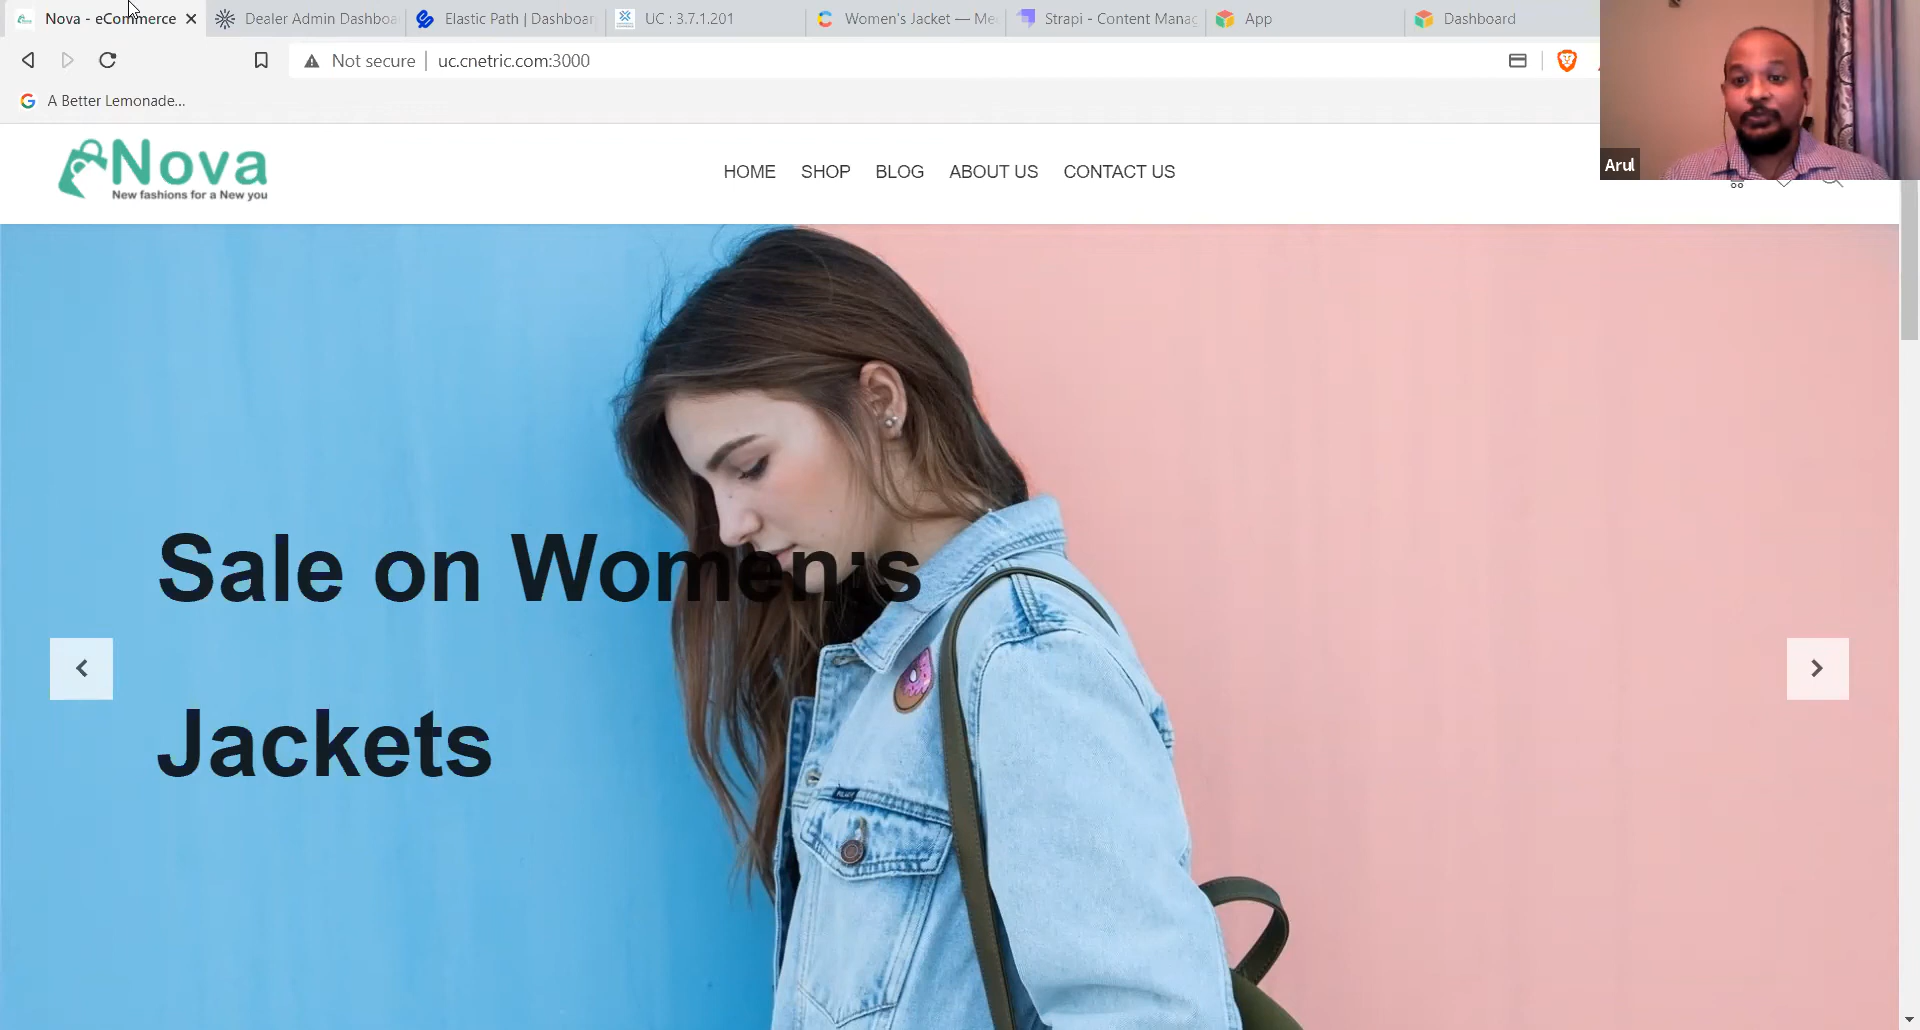 Nova - eCommerce
Dealer Admin Dashboa
Elastic Path | Dashboar
UC : 3.7.1.201
Women's Jacket — Me
Strapi - Content Manag
App
Dashboard
Not secure
uc.cnetric.com:3000
A Better Lemonade...
Arul
Nova
New fashions for a New you
HOME
SHOP
BLOG
ABOUT US
CONTACT US
Sale on Women's
Jackets